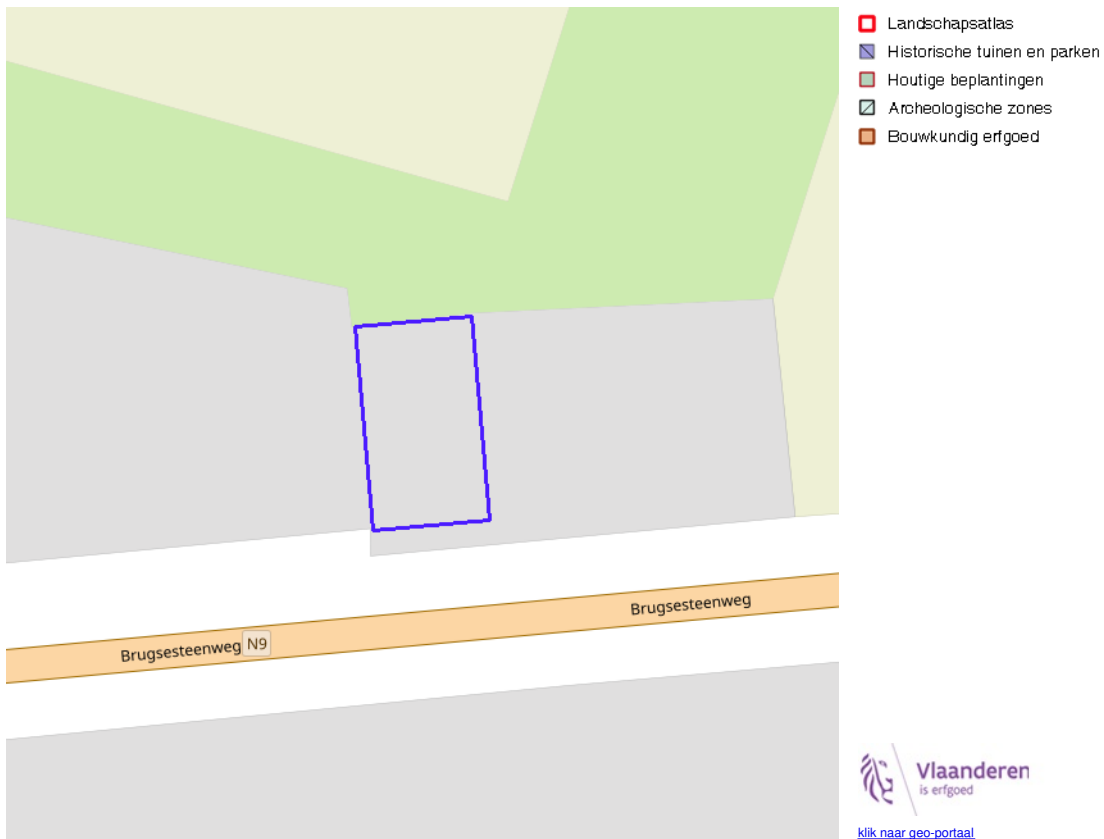 Landschapsatlas
Historische tuinen en parken
Houtige beplantingen
Archeologische zones
Bouwkundig erfgoed
Brugsesteenweg
Brugsesteenweg N9
Vlaanderen
is erfgoed
klik naar geo-portaal